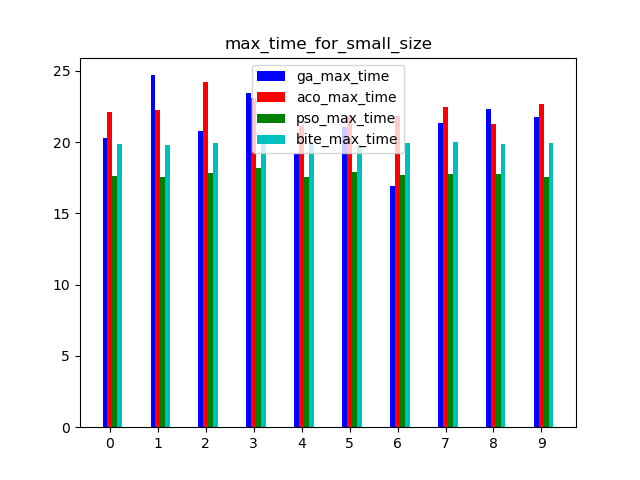 max_time_for_small_size
25
20
15
10
5
0
ga_max_time
aco_max_time
pso_max_time
bite_max_time
0 1 2 3 4 5 6 7 8 9